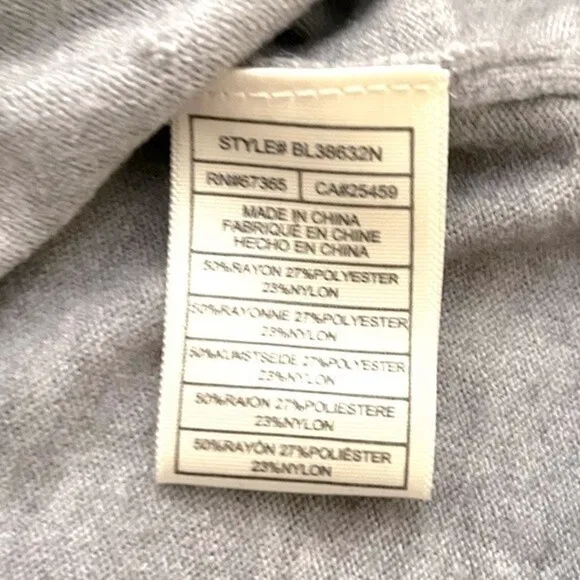 STYLE# BL38632N
RN#67365 CA#25459
MADE IN CHINA
FABRIQUÉ EN CHINE
HECHO EN CHINA
50%RAYON 27%POLYESTER
23%NYLON
50%RAYONNE 27%POLYESTER
23%NYLON
50%KUNSTSEIDE 27%POLYESTER
23%NYLON
50%RAION 27%POLIESTERE
23%NYLON
50%RAYÓN 27%POLIÉSTER
23%NYLON